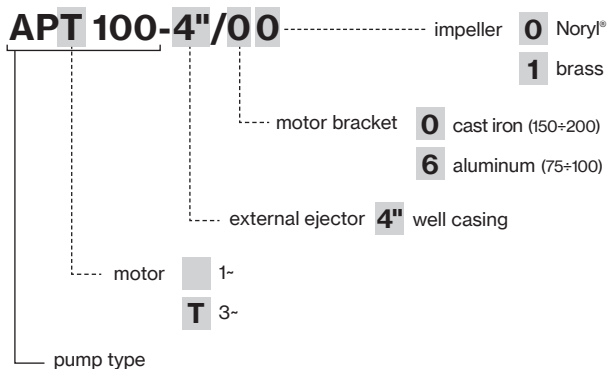 APT 100-4"/00
impeller 0 Noryl®
1 brass
motor bracket 0 cast iron (150÷200)
6 aluminum (75÷100)
external ejector 4" well casing
motor 1~
T 3~
pump type